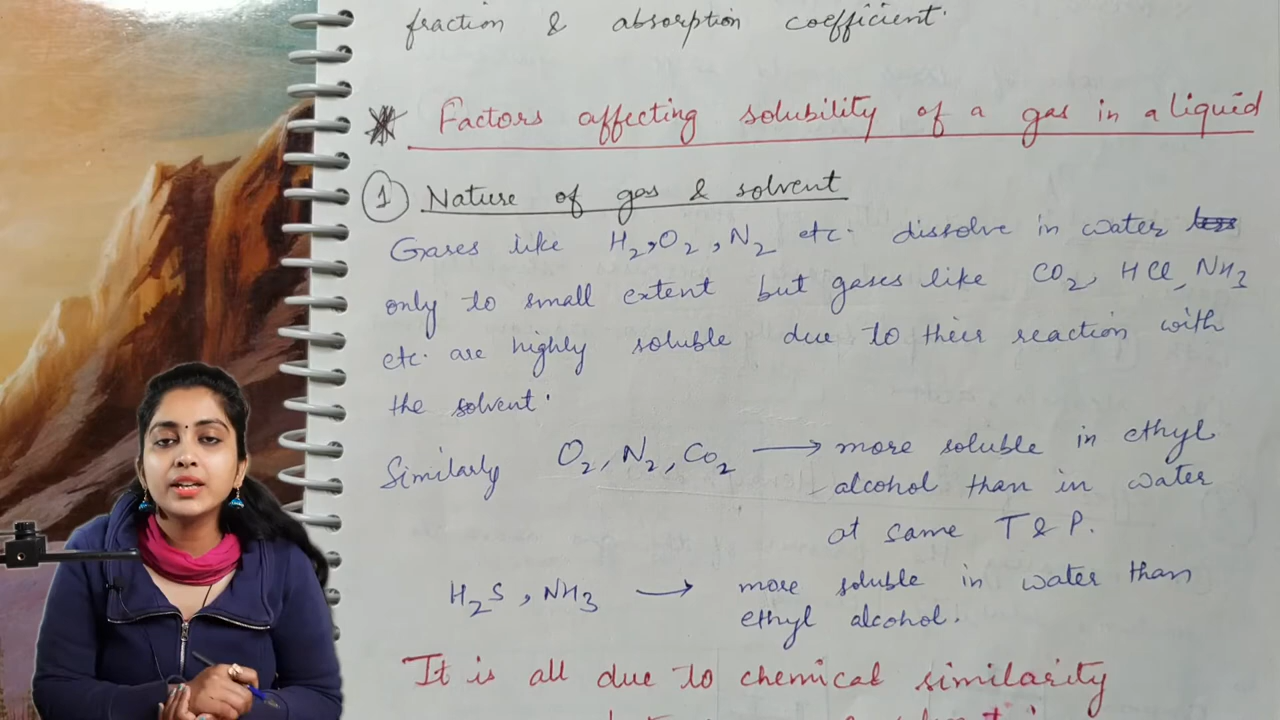 fraction & absorption coefficient.
Factors affecting solubility of a gas in a liquid
1 Nature of gas & solvent
Gases like H2, O2, N2 etc. dissolve in water
only to small extent but gases like CO2, HCl, NH3
etc. are highly soluble due to their reaction with
the solvent.
Similarly O2, N2, CO2 → more soluble in ethyl
alcohol than in water
at same T & P.
H2S, NH3 → more soluble in water than
ethyl alcohol.
It is all due to chemical similarity